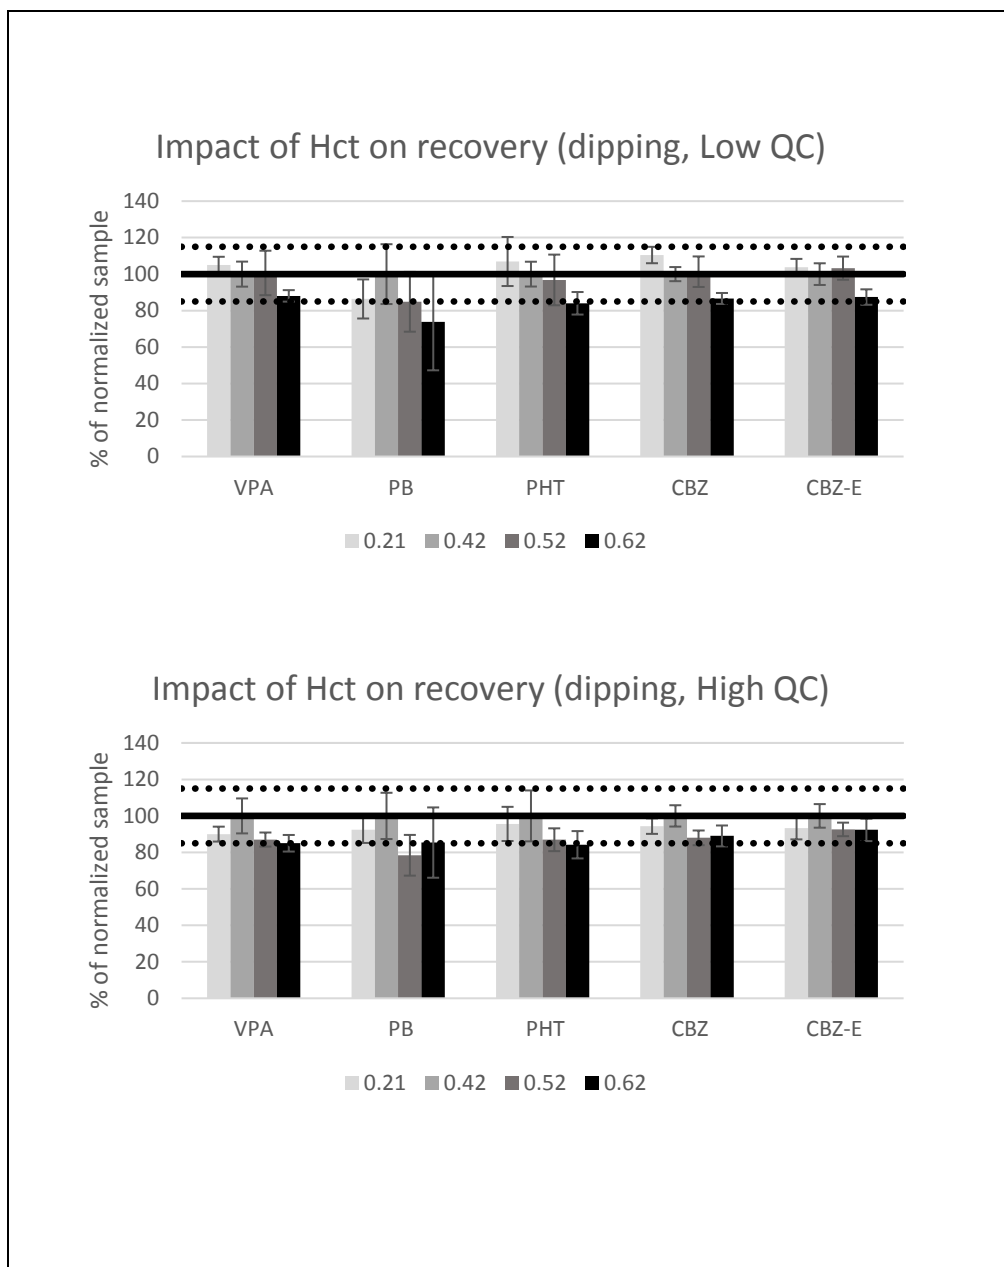 Impact of Hct on recovery (dipping, Low QC)
% of normalized sample
140
120
100
80
60
40
20
0
VPA PB PHT CBZ CBZ-E
0.21 0.42 0.52 0.62
Impact of Hct on recovery (dipping, High QC)
% of normalized sample
140
120
100
80
60
40
20
0
VPA PB PHT CBZ CBZ-E
0.21 0.42 0.52 0.62